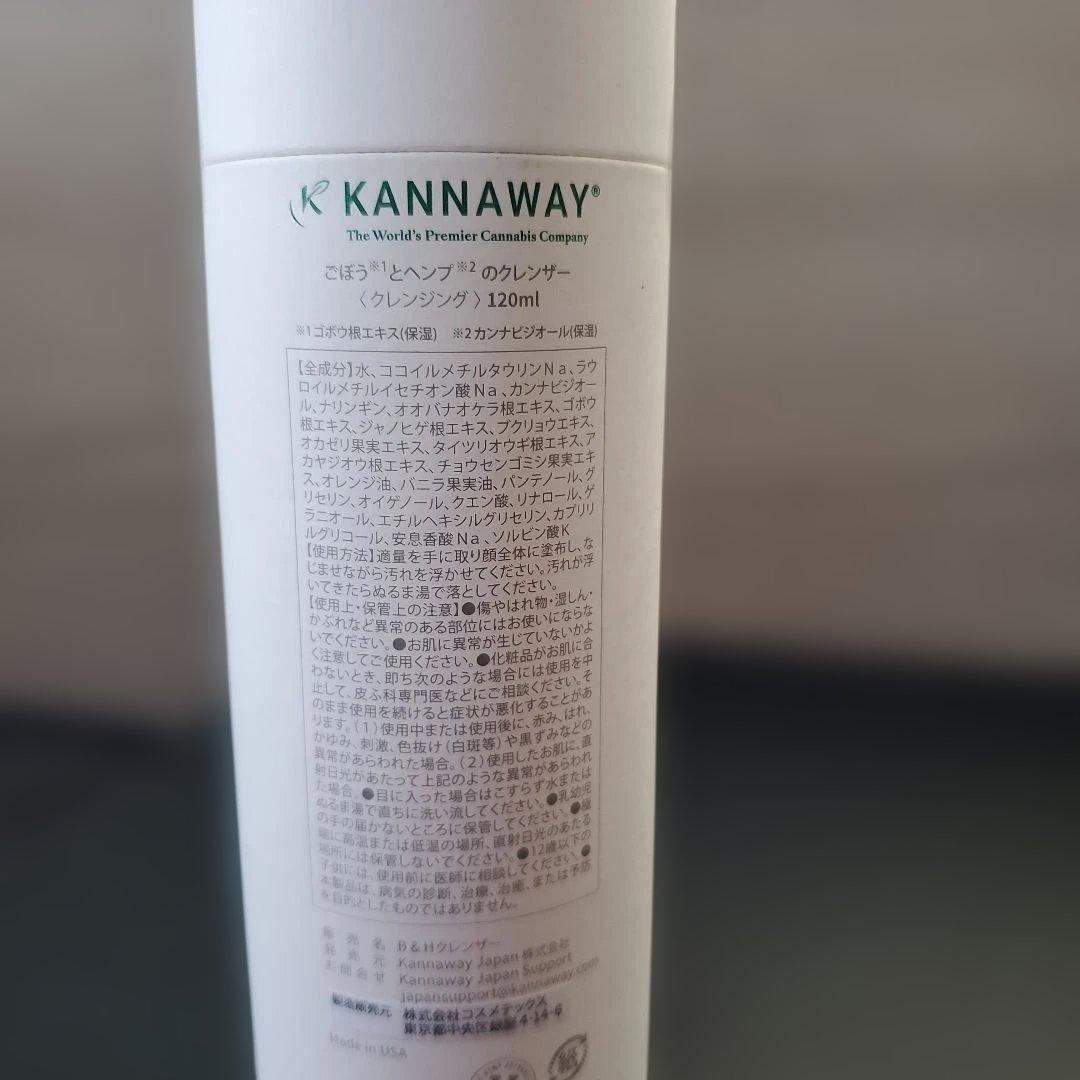 KANNAWAY®
The World's Premier Cannabis Company
ごぼう※1とヘンプ※2のクレンザー
〈クレンジング〉120ml
※1ゴボウ根エキス(保湿) ※2カンナビジオール(保湿)
【全成分】水、ココイルメチルタウリンNa、ラウ
ロイルメチルイセチオン酸Na、カンナビジオー
ル、ナリンギン、オオバナオケラ根エキス、ゴボウ
根エキス、ジャノヒゲ根エキス、ブクリョウエキス、
オカゼリ果実エキス、タイツリオウギ根エキス、ア
カヤジオウ根エキス、チョウセンゴミシ果実エキ
ス、オレンジ油、バニラ果実油、パンテノール、グ
リセリン、オイゲノール、クエン酸、リナロール、ゲ
ラニオール、エチルヘキシルグリセリン、カプリリ
ルグリコール、安息香酸Na、ソルビン酸K
【使用方法】適量を手に取り顔全体に塗布し、な
じませながら汚れを浮かせてください。汚れが浮
いてきたらぬるま湯で落としてください。
【使用上・保管上の注意】●傷やはれ物・湿しん・
かぶれなど異常のある部位にはお使いにならな
いでください。●お肌に異常が生じていないかよ
く注意してご使用ください。●化粧品がお肌に合
わないとき、即ち次のような場合には使用を中
止して、皮ふ科専門医などにご相談ください。そ
のまま使用を続けると症状が悪化することがあ
ります。(1)使用中または使用後に、赤み、はれ、
かゆみ、刺激、色抜け(白斑等)や黒ずみなどの
異常があらわれた場合。(2)使用したお肌に、直
射日光があたって上記のような異常があらわれ
た場合。●目に入った場合はこすらず水または
ぬるま湯で直ちに洗い流してください。●乳幼児
の手の届かないところに保管してください。●極
端に高温または低温の場所、直射日光のあたる
場所には保管しないでください。●12歳以下の
子供には、使用前に医師に相談してください。●
本製品は、病気の診断、治療、治癒、または予防
を目的としたものではありません。
販売名 B&Hクレンザー
発売元 Kannaway Japan 株式会社
お問合せ Kannaway Japan Support
japansupport@kannaway.com
製造販売元 株式会社コスメテックス
東京都中央区銀座4-14-6
Made in USA
紙